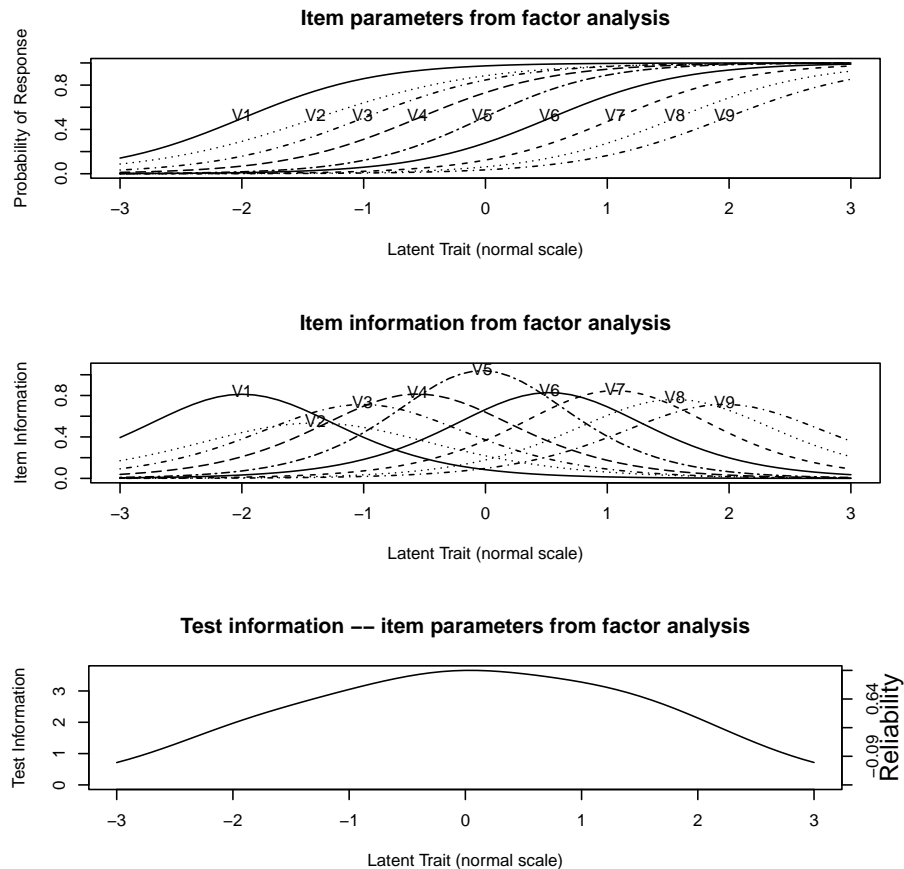 Item parameters from factor analysis
Probability of Response
0.0 0.4 0.8
V1 V2 V3 V4 V5 V6 V7 V8 V9
−3 −2 −1 0 1 2 3
Latent Trait (normal scale)
Item information from factor analysis
Item Information
0.0 0.4 0.8
V1 V2 V3 V4 V5 V6 V7 V8 V9
−3 −2 −1 0 1 2 3
Latent Trait (normal scale)
Test information −− item parameters from factor analysis
Test Information
0 1 2 3
−3 −2 −1 0 1 2 3
Latent Trait (normal scale)
−0.09 0.64
Reliability